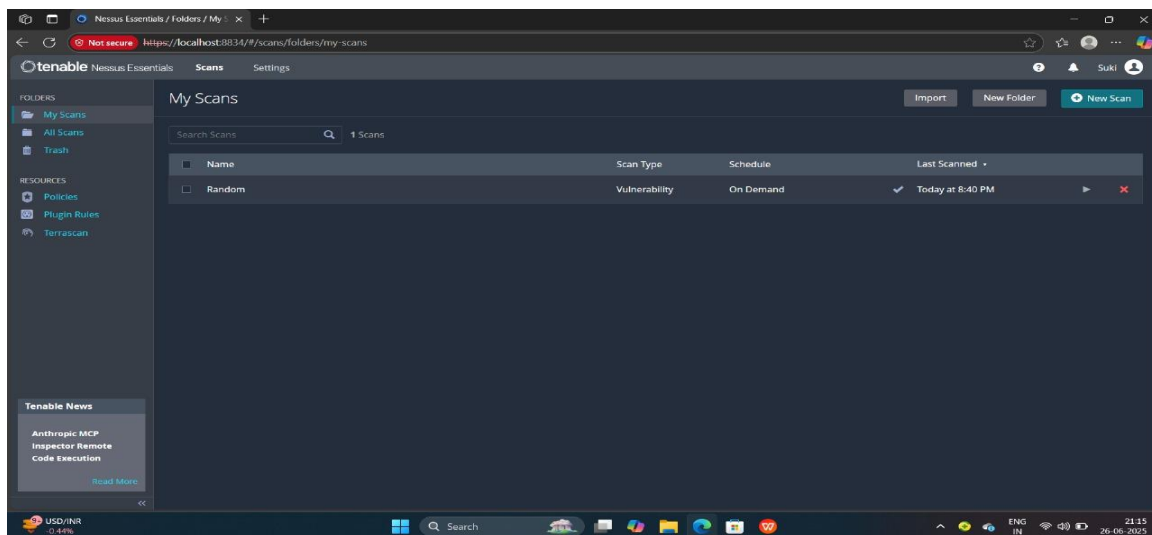 Nessus Essentials / Folders / My S
Not secure https://localhost:8834/#/scans/folders/my-scans
tenable Nessus Essentials Scans Settings Suki
FOLDERS
My Scans
All Scans
Trash
RESOURCES
Policies
Plugin Rules
Terrascan
My Scans
Import New Folder New Scan
Search Scans 1 Scans
Name Scan Type Schedule Last Scanned
Random Vulnerability On Demand Today at 8:40 PM
Tenable News
Anthropic MCP
Inspector Remote
Code Execution
Read More
9+ USD/INR
-0.44%
Search
ENG
IN
21:15
26-06-2025